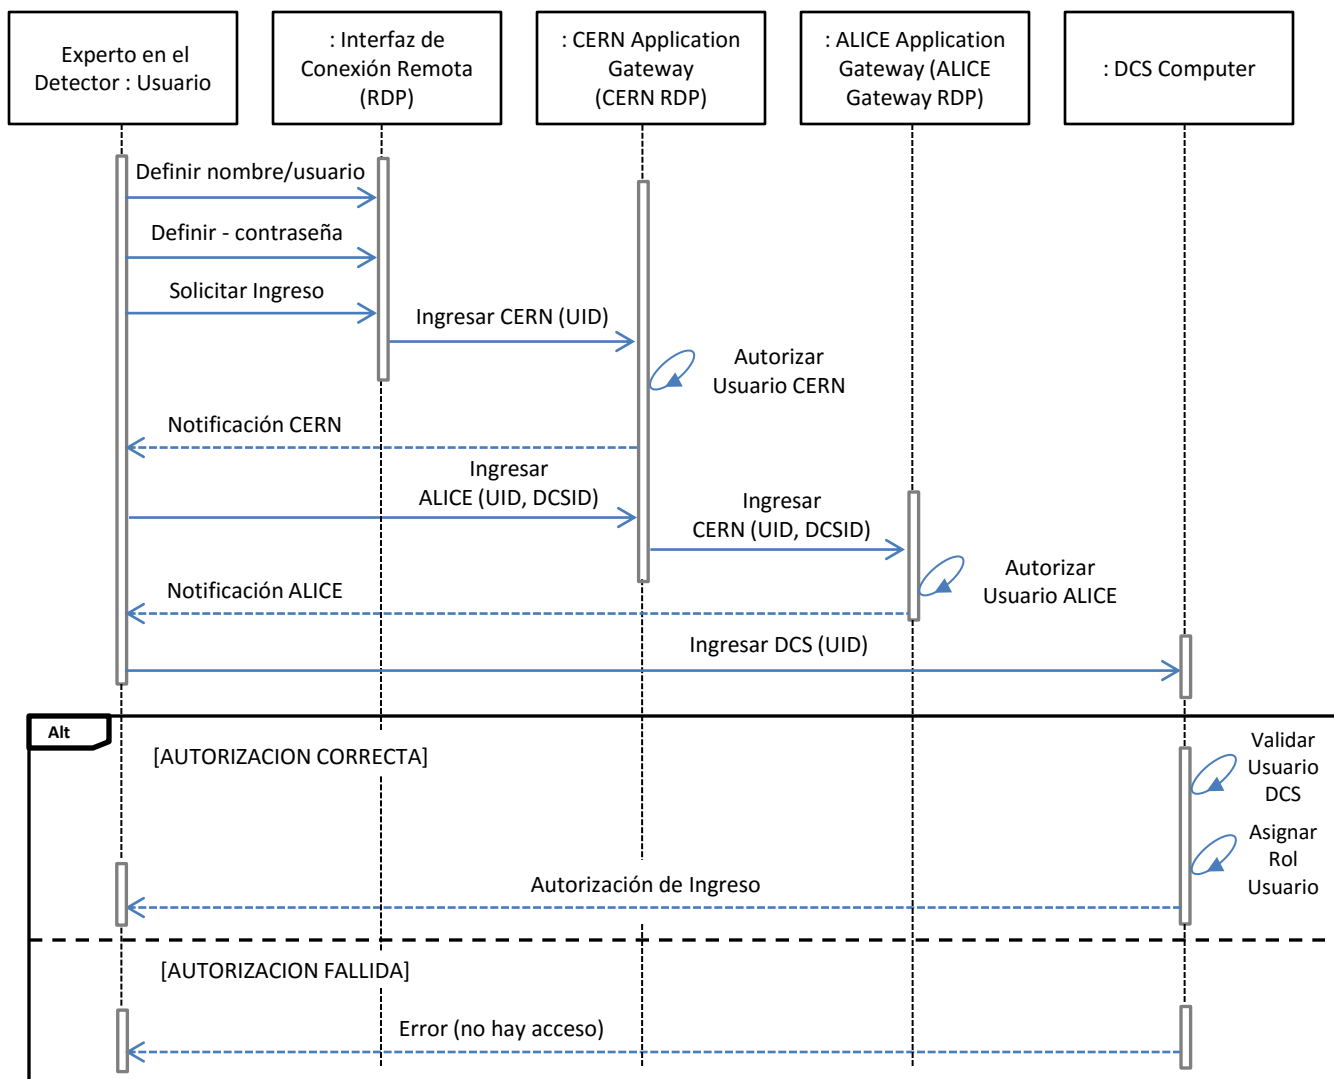 Experto en el
Detector : Usuario
: Interfaz de
Conexión Remota
(RDP)
: CERN Application
Gateway
(CERN RDP)
: ALICE Application
Gateway (ALICE
Gateway RDP)
: DCS Computer
Definir nombre/usuario
Definir - contraseña
Solicitar Ingreso
Ingresar CERN (UID)
Autorizar
Usuario CERN
Notificación CERN
Ingresar
ALICE (UID, DCSID)
Ingresar
CERN (UID, DCSID)
Autorizar
Usuario ALICE
Notificación ALICE
Ingresar DCS (UID)
Alt
[AUTORIZACION CORRECTA]
Validar
Usuario
DCS
Asignar
Rol
Usuario
Autorización de Ingreso
[AUTORIZACION FALLIDA]
Error (no hay acceso)